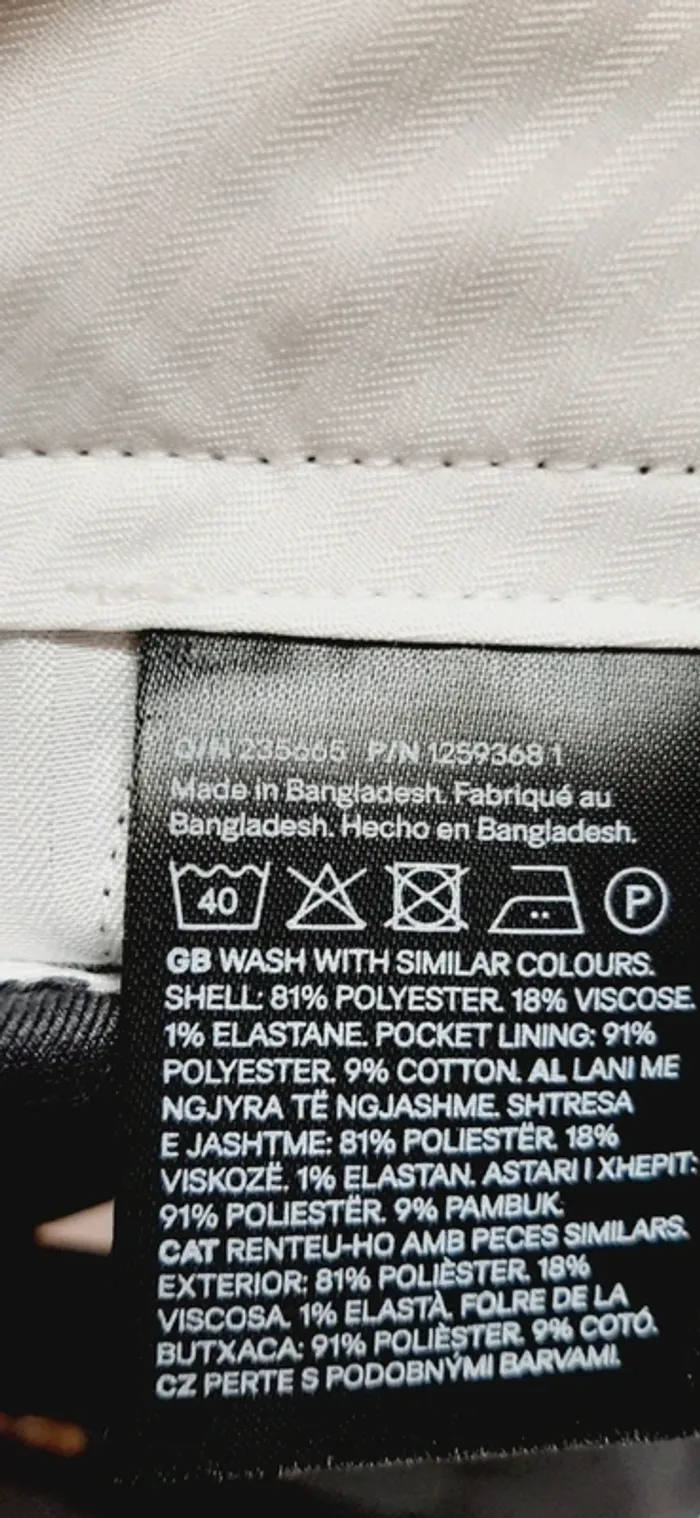 O/N 235665 P/N 12593681
Made in Bangladesh. Fabriqué au
Bangladesh. Hecho en Bangladesh.
40 P
GB WASH WITH SIMILAR COLOURS.
SHELL: 81% POLYESTER. 18% VISCOSE
1% ELASTANE. POCKET LINING: 91%
POLYESTER. 9% COTTON. AL LANI ME
NGJYRA TË NGJASHME. SHTRESA
E JASHTME: 81% POLIESTËR. 18%
VISKOZË. 1% ELASTAN. ASTARI I XHEPIT:
91% POLIESTËR. 9% PAMBUK.
CAT RENTEU-HO AMB PECES SIMILARS.
EXTERIOR: 81% POLIÈSTER. 18%
VISCOSA. 1% ELASTÀ. FOLRE DE LA
BUTXACA: 91% POLIÈSTER. 9% COTÓ.
CZ PERTE S PODOBNÝMI BARVAMI.